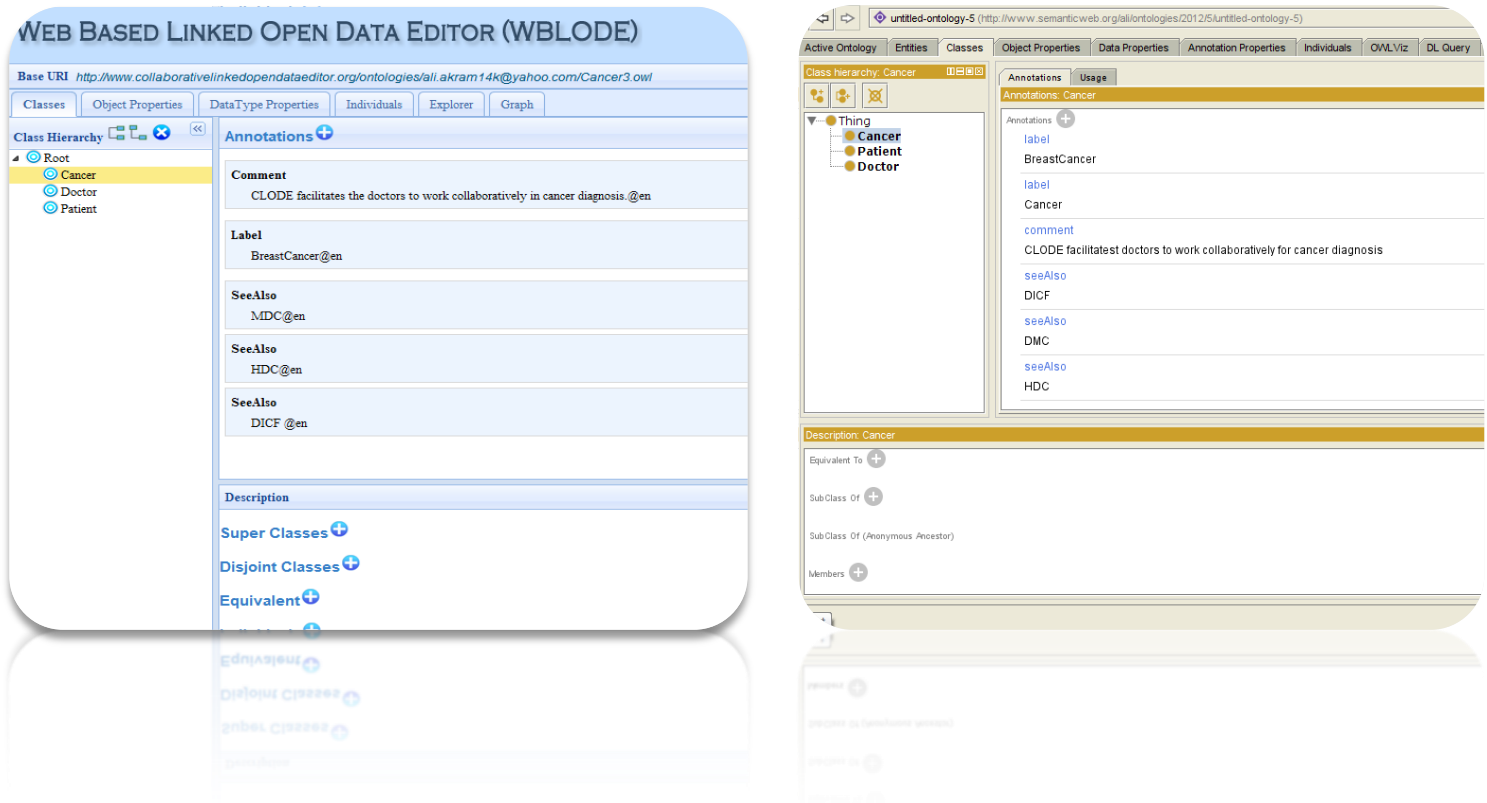 WEB BASED LINKED OPEN DATA EDITOR (WBLODE)
Base URI http://www.collaborativelinkedopendataeditor.org/ontologies/ali.akram14k@yahoo.com/Cancer3.owl
Classes Object Properties DataType Properties Individuals Explorer Graph
Class Hierarchy
Root
Cancer
Doctor
Patient
Annotations
Comment
CLODE facilitates the doctors to work collaboratively in cancer diagnosis.@en
Label
BreastCancer@en
SeeAlso
MDC@en
SeeAlso
HDC@en
SeeAlso
DICF @en
Description
Super Classes
Disjoint Classes
Equivalent
untitled-ontology-5 (http://www.semanticweb.org/ali/ontologies/2012/5/untitled-ontology-5)
Active Ontology Entities Classes Object Properties Data Properties Annotation Properties Individuals OWLViz DL Query
Class hierarchy: Cancer
Thing
Cancer
Patient
Doctor
Annotations Usage
Annotations: Cancer
Annotations
label
BreastCancer
label
Cancer
comment
CLODE facilitatest doctors to work collaboratively for cancer diagnosis
seeAlso
DICF
seeAlso
DMC
seeAlso
HDC
Description: Cancer
Equivalent To
SubClass Of
SubClass Of (Anonymous Ancestor)
Members